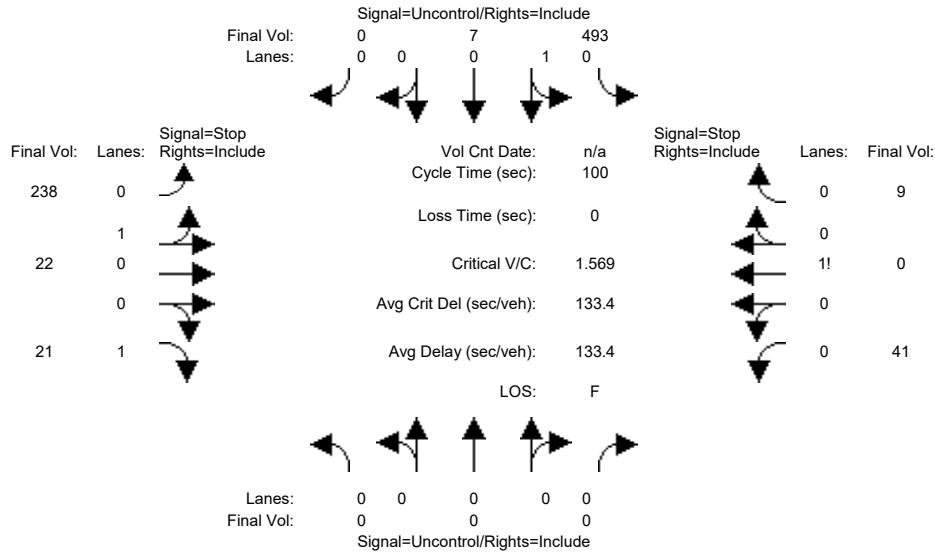 Signal=Uncontrol/Rights=Include
Final Vol: 0 7 493
Lanes: 0 0 0 1 0
Signal=Stop
Final Vol: Lanes: Rights=Include
Vol Cnt Date: n/a
Signal=Stop
Rights=Include Lanes: Final Vol:
Cycle Time (sec): 100
238 0
0 9
Loss Time (sec): 0
1
0
22 0
Critical V/C: 1.569
1! 0
0
Avg Crit Del (sec/veh): 133.4
0
21 1
Avg Delay (sec/veh): 133.4
0 41
LOS: F
Lanes: 0 0 0 0 0
Final Vol: 0 0 0
Signal=Uncontrol/Rights=Include